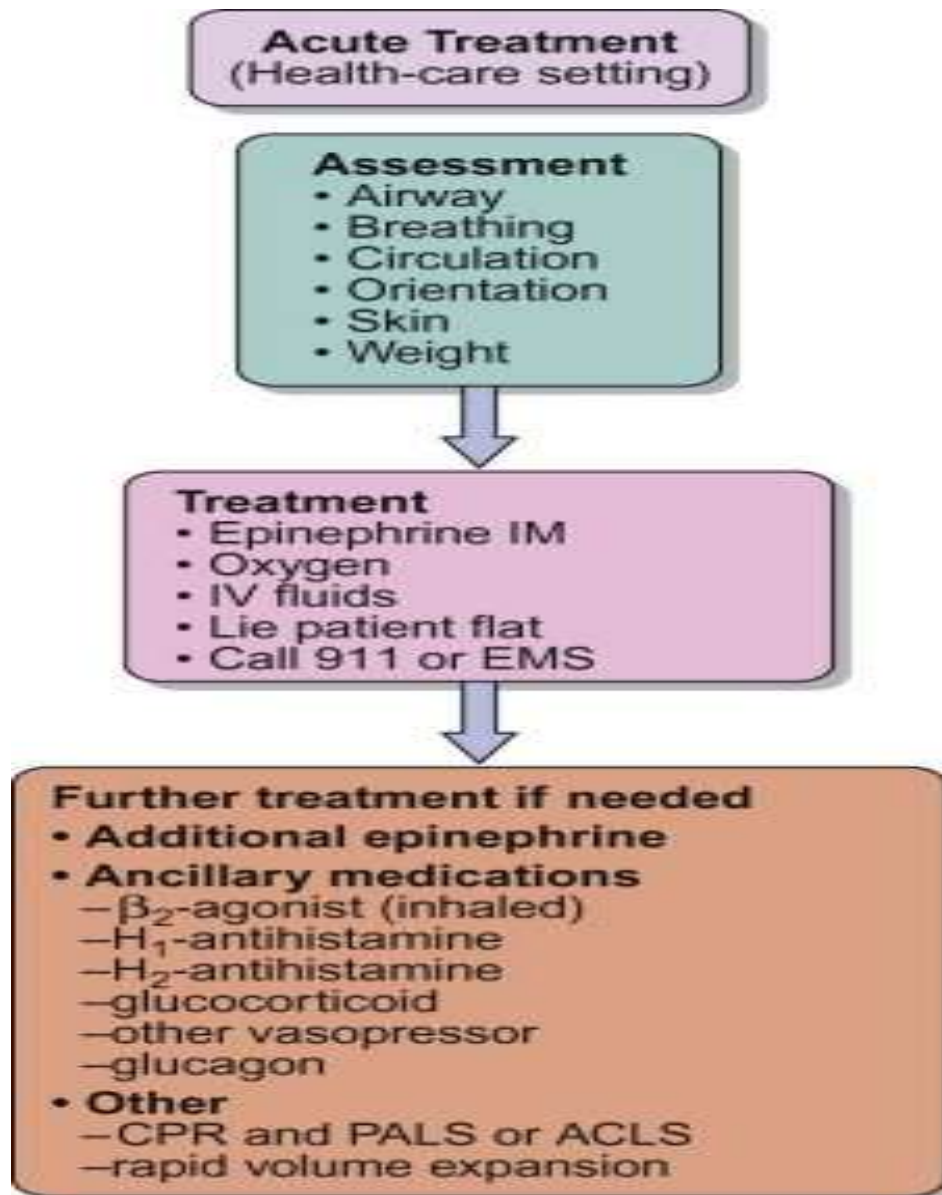 Acute Treatment
(Health-care setting)
Assessment
• Airway
• Breathing
• Circulation
• Orientation
• Skin
• Weight
Treatment
• Epinephrine IM
• Oxygen
• IV fluids
• Lie patient flat
• Call 911 or EMS
Further treatment if needed
• Additional epinephrine
• Ancillary medications
–β₂-agonist (inhaled)
–H₁-antihistamine
–H₂-antihistamine
–glucocorticoid
–other vasopressor
–glucagon
• Other
–CPR and PALS or ACLS
–rapid volume expansion